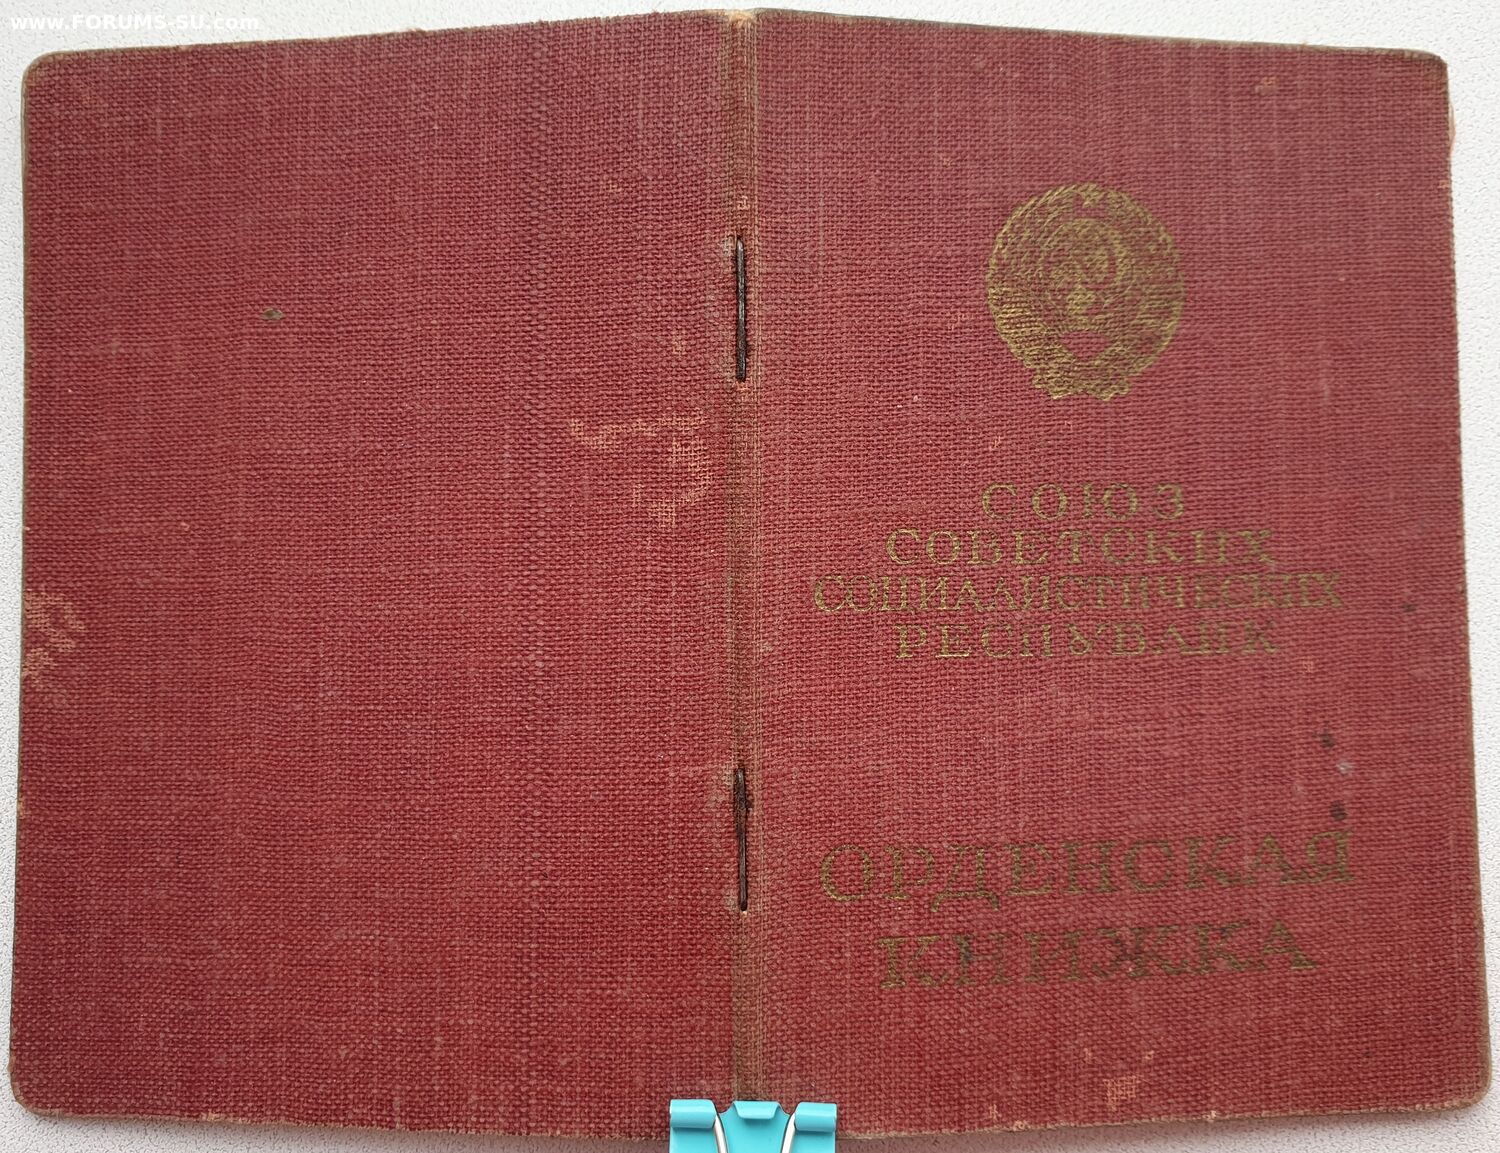 www.FORUMS-SU.com
СОЮЗ
СОВЕТСКИХ
СОЦИАЛИСТИЧЕСКИХ
РЕСПУБЛИК
ОРДЕНСКАЯ
КНИЖКА